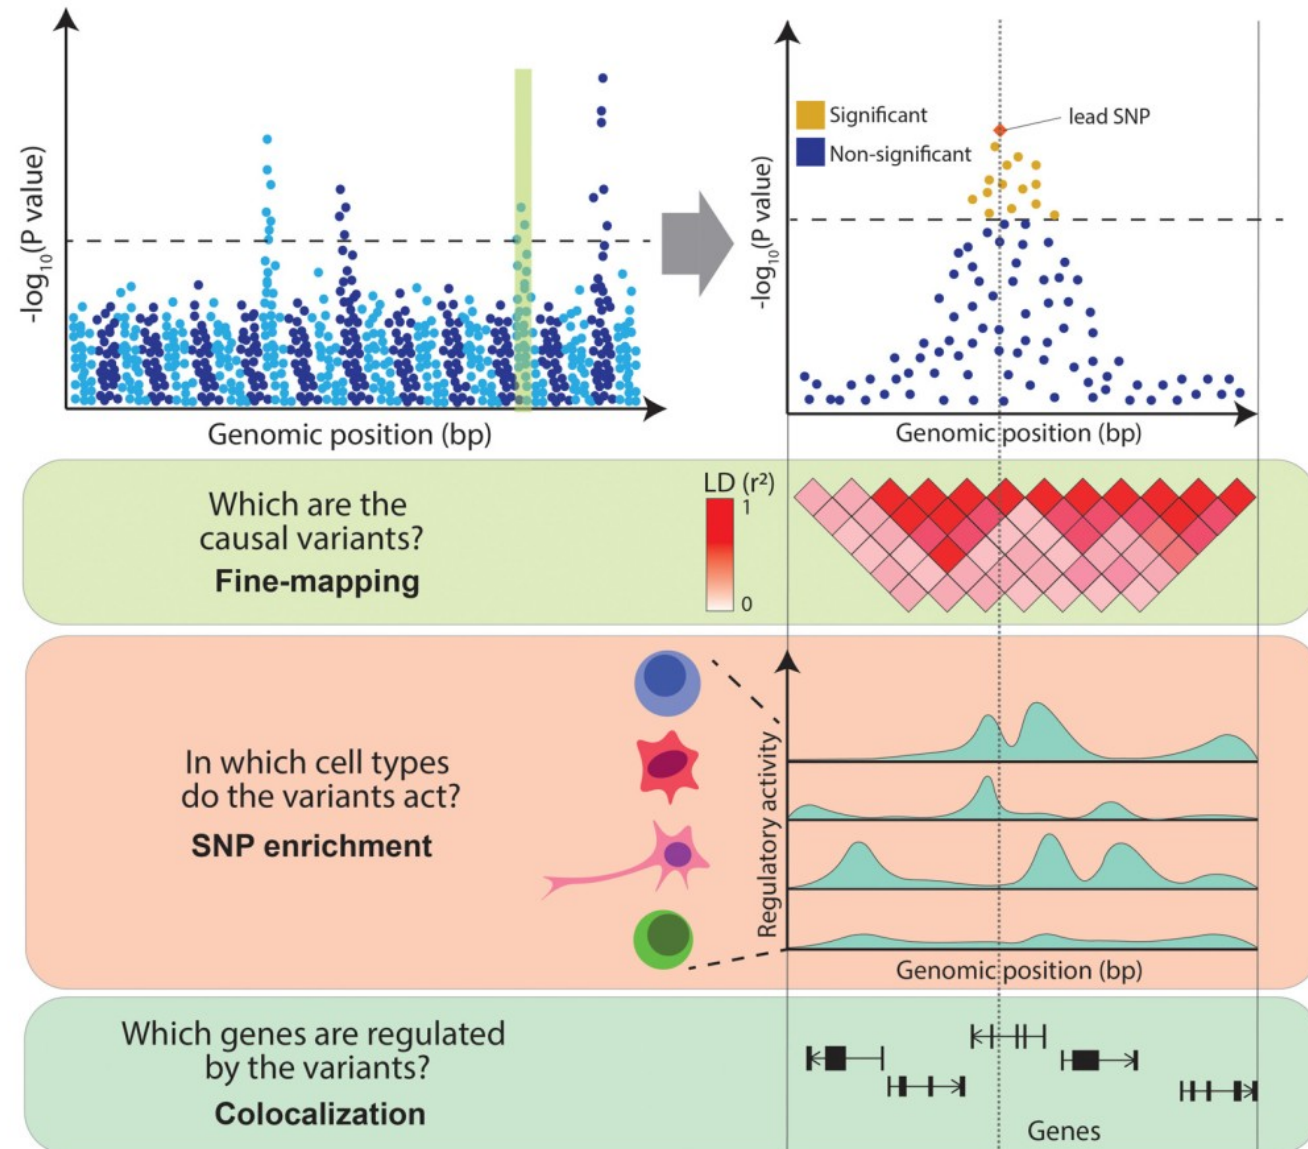 -log10(P value)
Genomic position (bp)
-log10(P value)
Significant
Non-significant
lead SNP
Genomic position (bp)
Which are the
causal variants?
Fine-mapping
LD (r²)
1
0
In which cell types
do the variants act?
SNP enrichment
Regulatory activity
Genomic position (bp)
Which genes are regulated
by the variants?
Colocalization
Genes